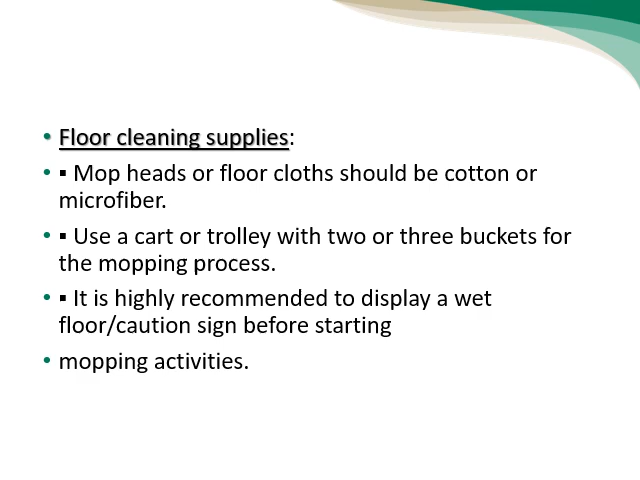 • Floor cleaning supplies:
• ▪ Mop heads or floor cloths should be cotton or
microfiber.
• ▪ Use a cart or trolley with two or three buckets for
the mopping process.
• ▪ It is highly recommended to display a wet
floor/caution sign before starting
• mopping activities.